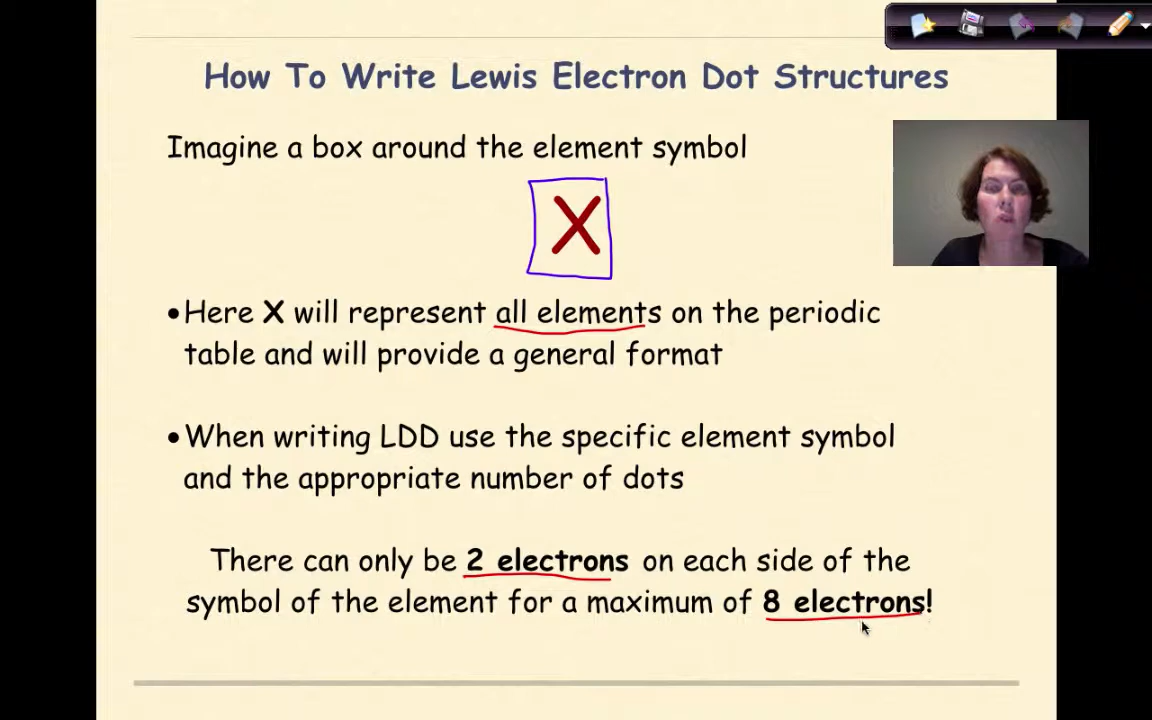 How To Write Lewis Electron Dot Structures
Imagine a box around the element symbol
X
•Here X will represent all elements on the periodic
table and will provide a general format
•When writing LDD use the specific element symbol
and the appropriate number of dots
There can only be 2 electrons on each side of the
symbol of the element for a maximum of 8 electrons!